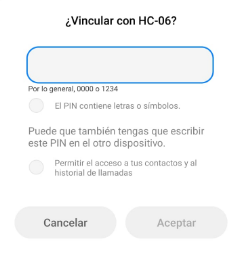 ¿Vincular con HC-06?
Por lo general, 0000 o 1234
El PIN contiene letras o símbolos.
Puede que también tengas que escribir
este PIN en el otro dispositivo.
Permitir el acceso a tus contactos y al
historial de llamadas
Cancelar Aceptar